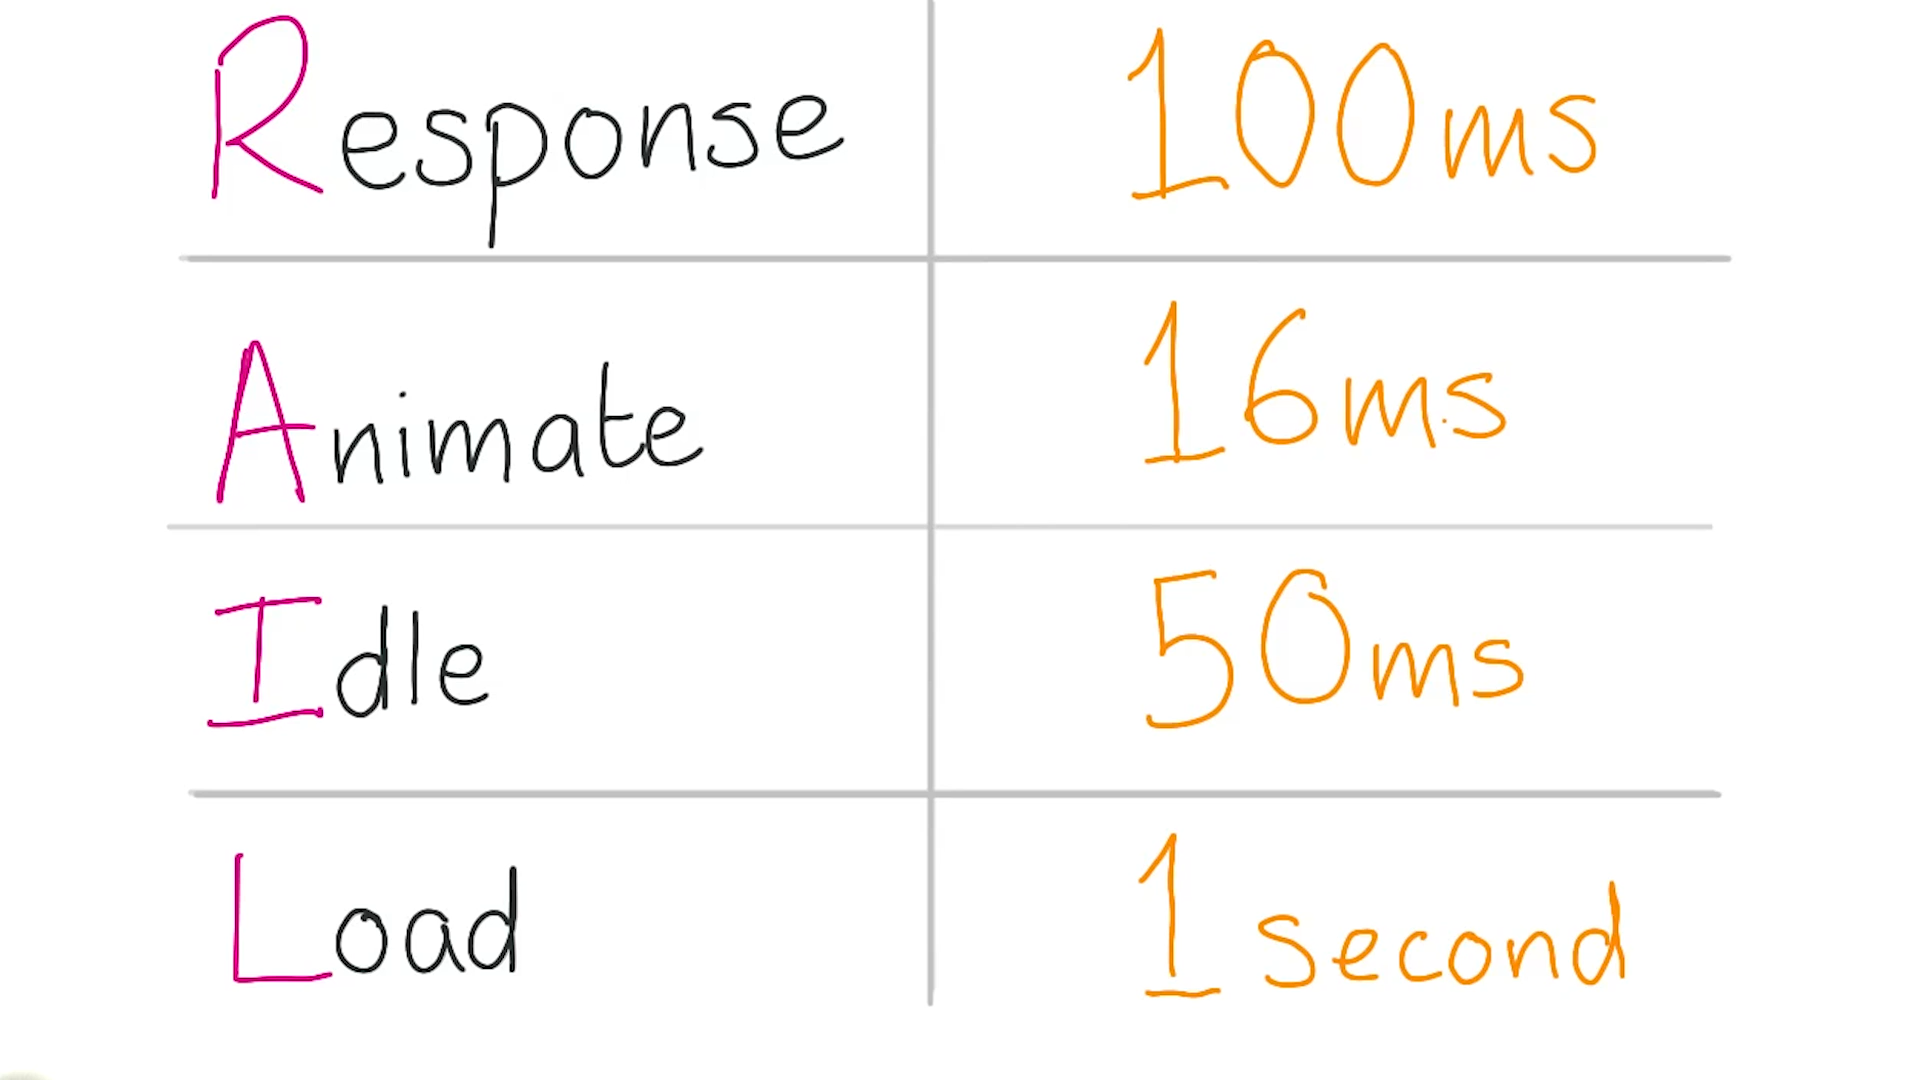 Response 100ms
Animate 16ms
Idle 50ms
Load 1 second